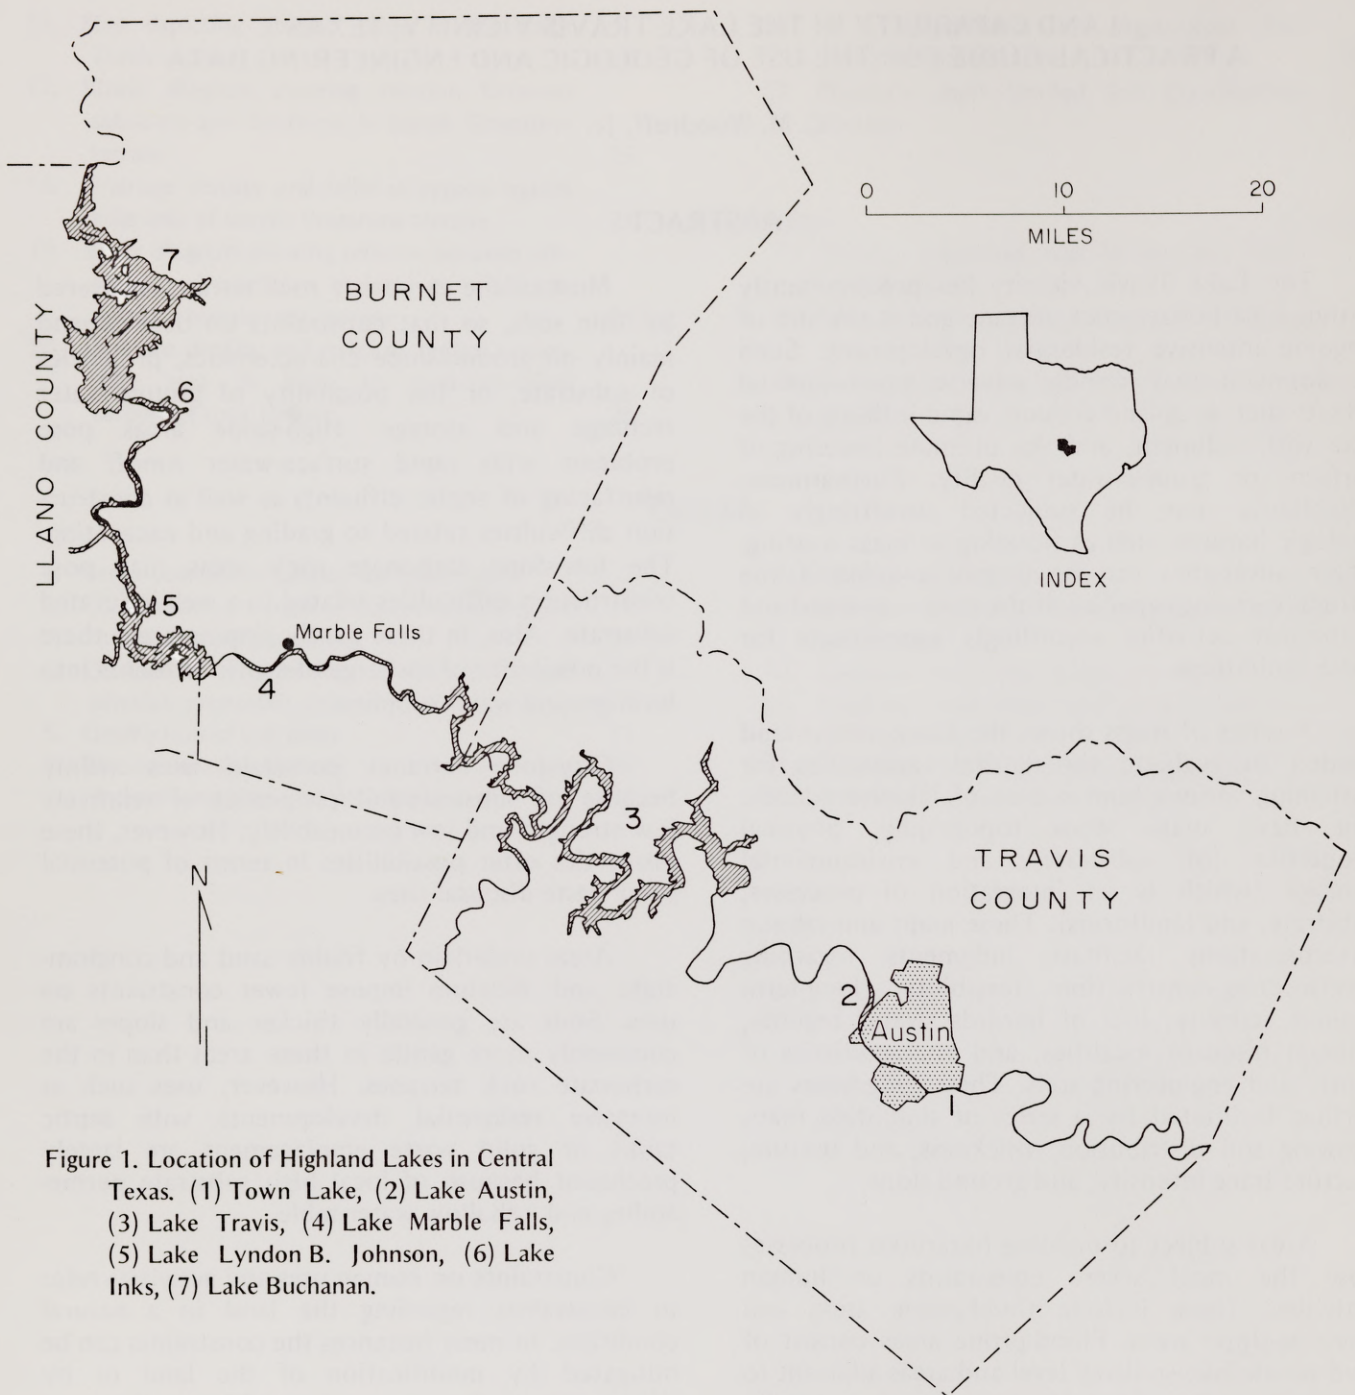 0 10 20
MILES
7
BURNET
COUNTY
LLANO COUNTY
6
INDEX
5
Marble Falls
4
3
TRAVIS
COUNTY
N
2
Austin
1
Figure 1. Location of Highland Lakes in Central
Texas. (1) Town Lake, (2) Lake Austin,
(3) Lake Travis, (4) Lake Marble Falls,
(5) Lake Lyndon B. Johnson, (6) Lake
Inks, (7) Lake Buchanan.